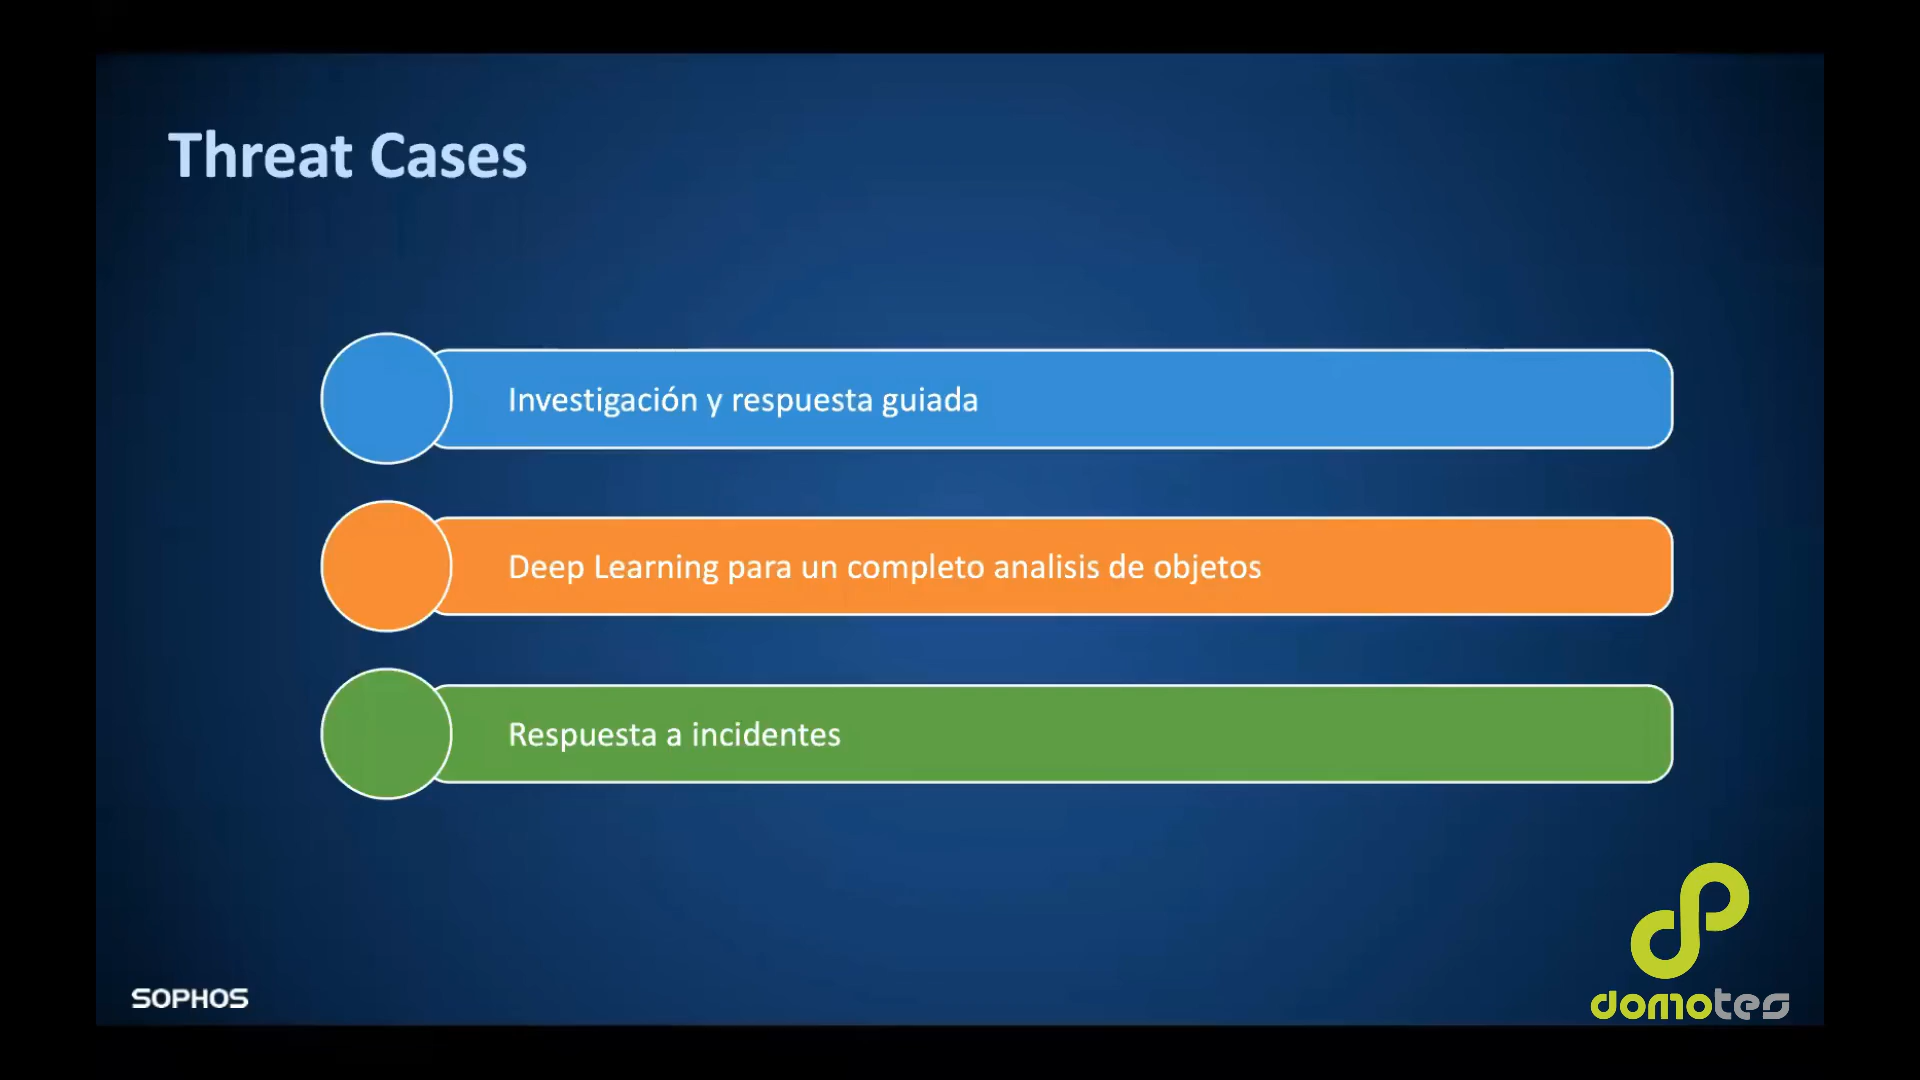 Threat Cases
Investigación y respuesta guiada
Deep Learning para un completo analisis de objetos
Respuesta a incidentes
SOPHOS
domotes